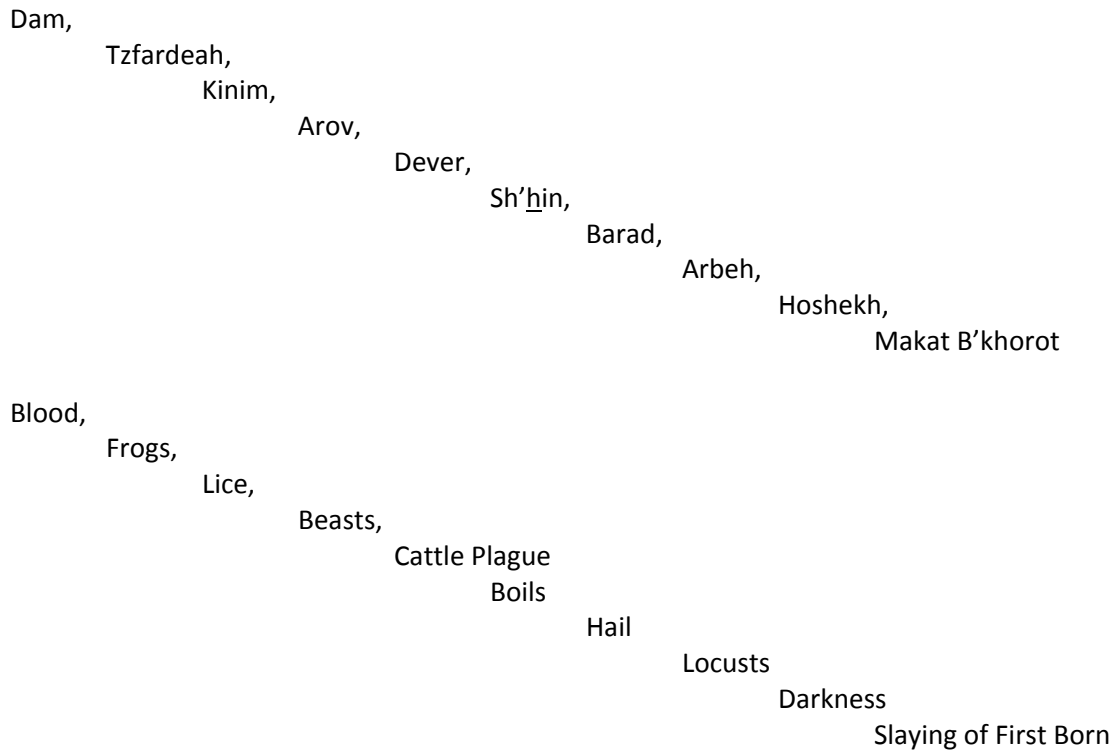 Dam,
Tzfardeah,
Kinim,
Arov,
Dever,
Sh’hin,
Barad,
Arbeh,
Hoshekh,
Makat B’khorot
Blood,
Frogs,
Lice,
Beasts,
Cattle Plague
Boils
Hail
Locusts
Darkness
Slaying of First Born